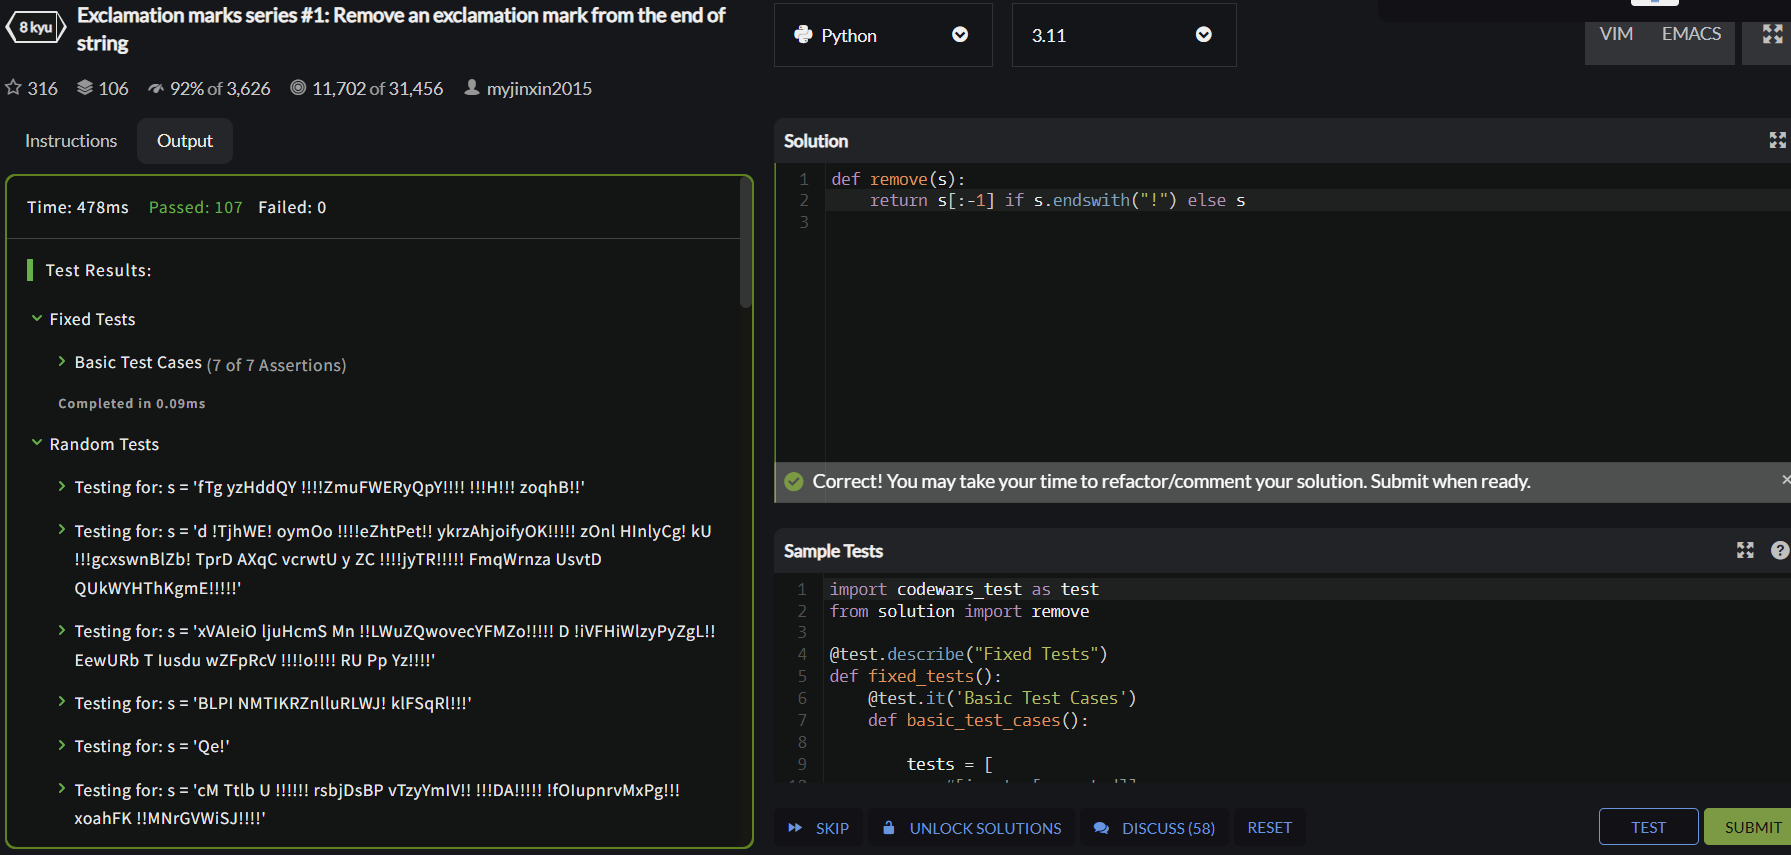 8 kyu
Exclamation marks series #1: Remove an exclamation mark from the end of
string
316 106 92% of 3,626 11,702 of 31,456 myjinxin2015
Instructions Output
Time: 478ms Passed: 107 Failed: 0
Test Results:
Fixed Tests
Basic Test Cases (7 of 7 Assertions)
Completed in 0.09ms
Random Tests
Testing for: s = 'fTg yzHddQY !!!!ZmuFWERyQpY!!!! !!!H!!! zoqhB!!'
Testing for: s = 'd !TjhWE! oymOo !!!!eZhtPet!! ykrzAhjoifyOK!!!!! zOnl HInlyCg! kU
!!!gcxswnBlZb! TprD AXqC vcrwtU y ZC !!!!jyTR!!!!! FmqWrnza UsvtD
QUkWYHThKgmE!!!!!'
Testing for: s = 'xVAIeiO ljuHcmS Mn !!LWuZQwovecYFMZo!!!!! D !iVFHiWlzyPyZgL!!
EewURb T Iusdu wZFpRcV !!!!o!!!! RU Pp Yz!!!!'
Testing for: s = 'BLPI NMTIKRZnlluRLWJ! klFSqRl!!!'
Testing for: s = 'Qe!'
Testing for: s = 'cM Ttlb U !!!!!! rsbjDsBP vTzyYmIV!! !!!DA!!!!! !fOIupnrvMxPg!!!
xoahFK !!MNrGVWiSJ!!!!'
Python 3.11 VIM EMACS
Solution
1 def remove(s):
2 return s[:-1] if s.endswith("!") else s
3
Correct! You may take your time to refactor/comment your solution. Submit when ready.
Sample Tests
1 import codewars_test as test
2 from solution import remove
3
4 @test.describe("Fixed Tests")
5 def fixed_tests():
6 @test.it('Basic Test Cases')
7 def basic_test_cases():
8
9 tests = [
SKIP UNLOCK SOLUTIONS DISCUSS (58) RESET TEST SUBMIT